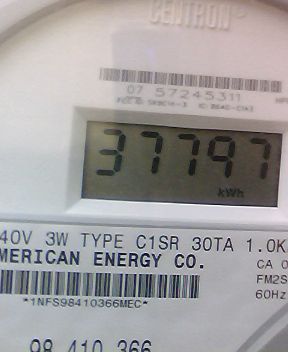 CENTRON
07 57245311
37797
kWh
40V 3W TYPE C1SR 30TA 1.0K
MERICAN ENERGY CO.
CA 0
FM2S
60Hz
*1NFS98410366MEC*
98 410 366